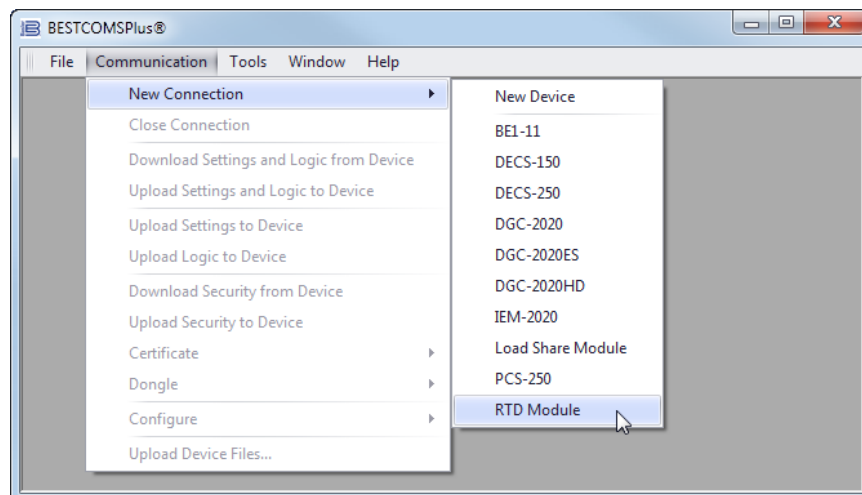 BESTCOMSPlus®
File Communication Tools Window Help
New Connection
Close Connection
Download Settings and Logic from Device
Upload Settings and Logic to Device
Upload Settings to Device
Upload Logic to Device
Download Security from Device
Upload Security to Device
Certificate
Dongle
Configure
Upload Device Files...
New Device
BE1-11
DECS-150
DECS-250
DGC-2020
DGC-2020ES
DGC-2020HD
IEM-2020
Load Share Module
PCS-250
RTD Module